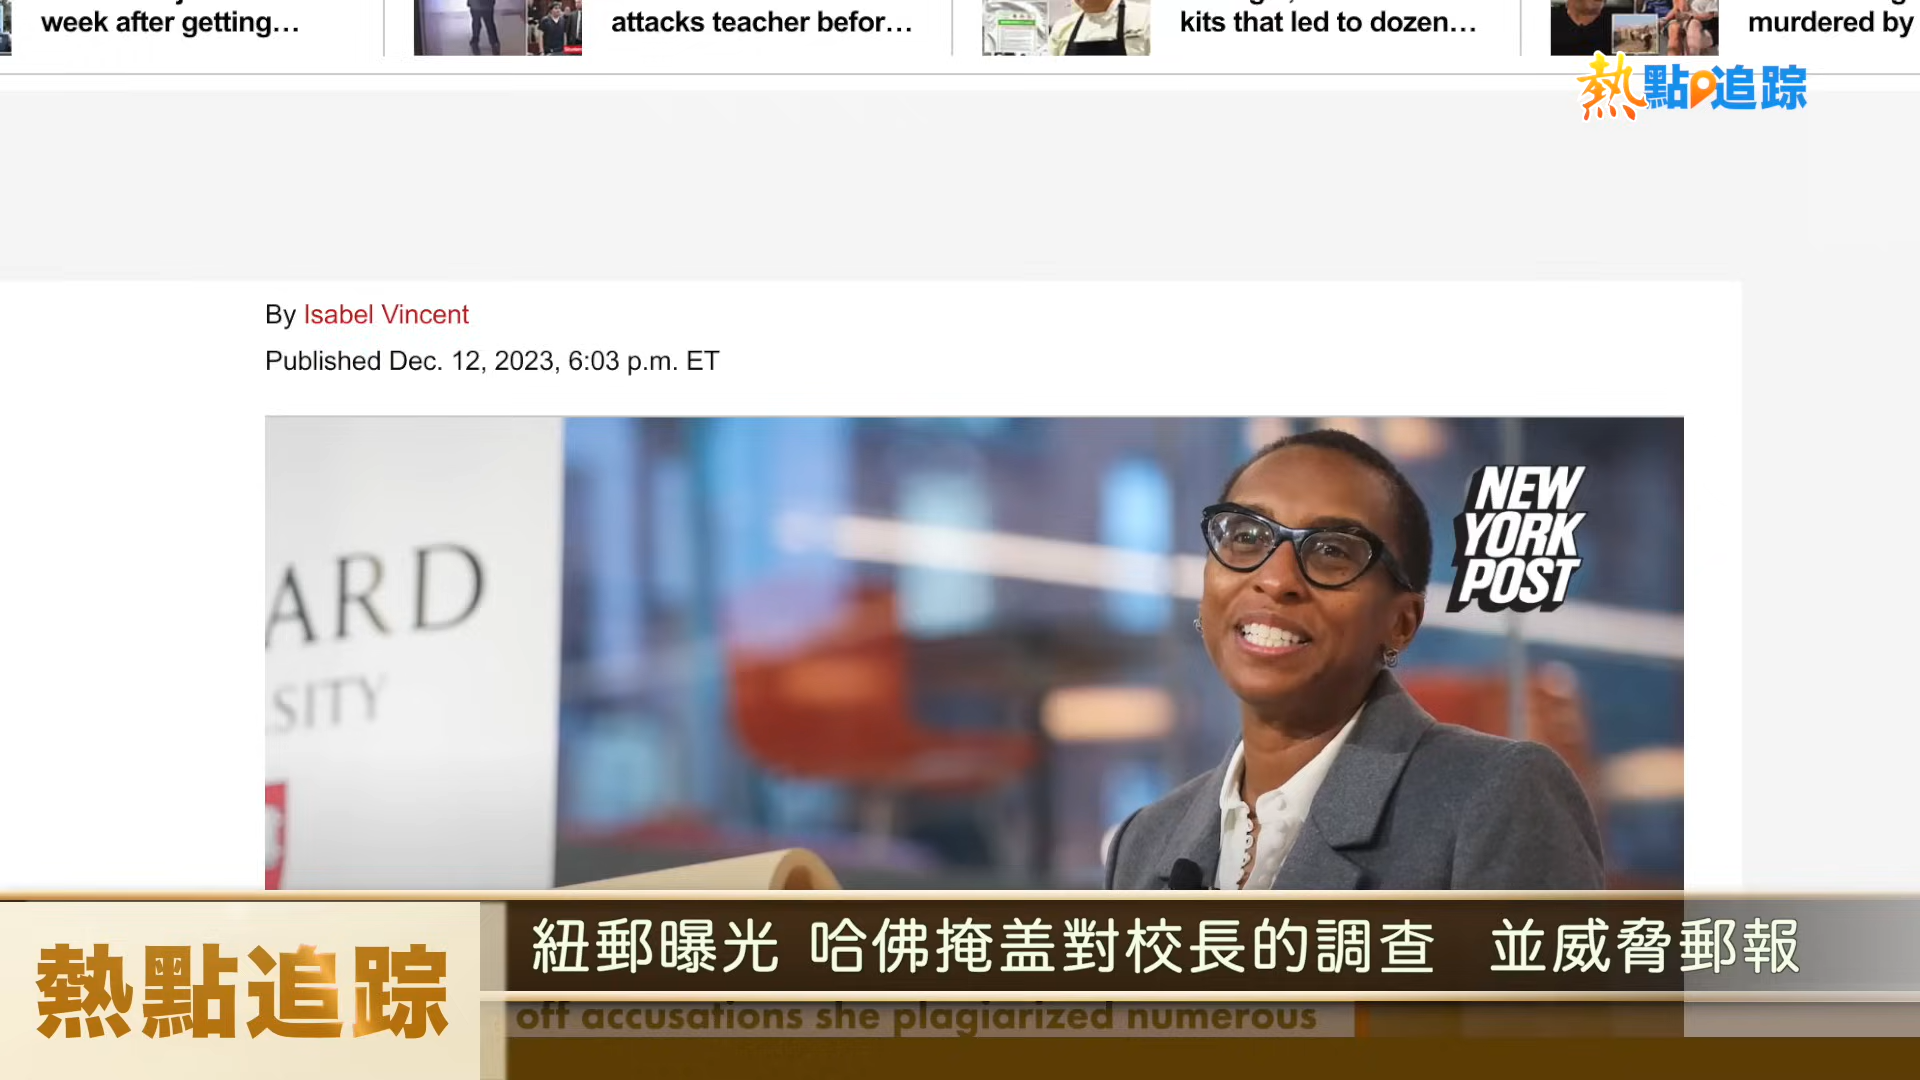 week after getting...
attacks teacher befor...
kits that led to dozen...
murdered by
熱點追踪
By Isabel Vincent
Published Dec. 12, 2023, 6:03 p.m. ET
ARD
SITY
NEW
YORK
POST
紐郵曝光 哈佛掩盖對校長的調查 並威脅郵報
熱點追踪
off accusations she plagiarized numerous